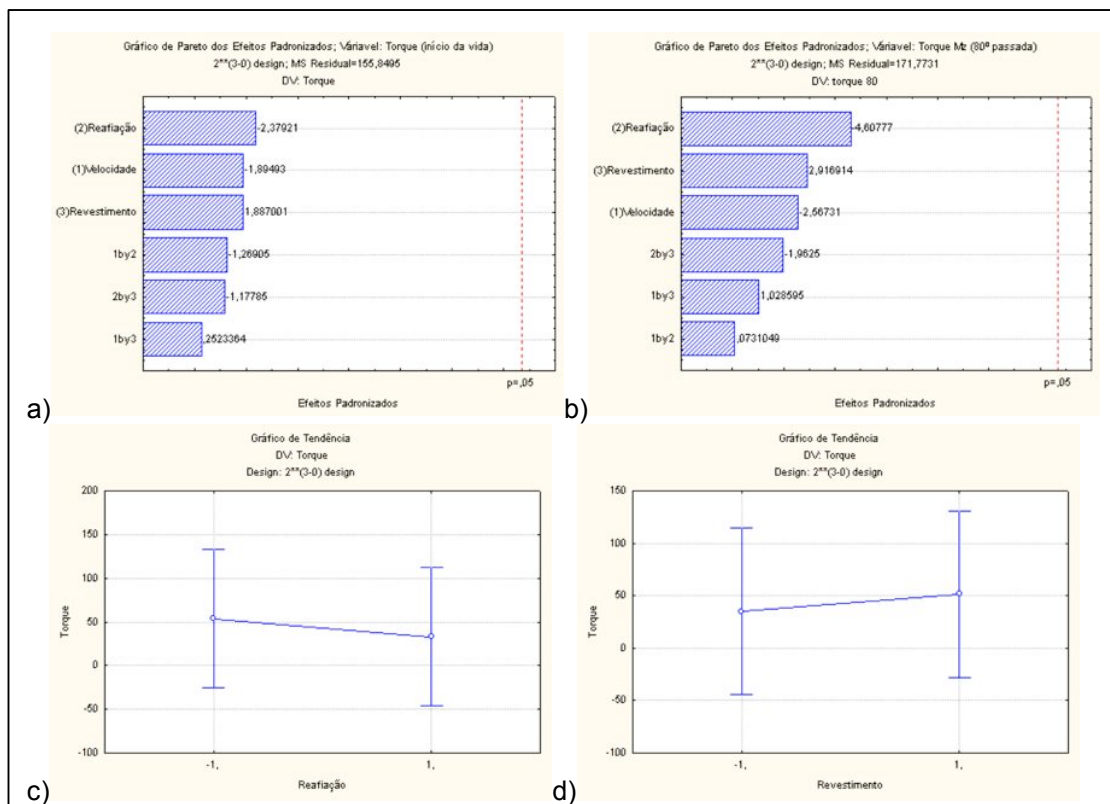 Gráfico de Pareto dos Efeitos Padronizados; Váriavel: Torque (início da vida)
2**(3-0) design; MS Residual=155,8495
DV: Torque
(2)Reafiação
-2,37921
(1)Velocidade
-1,89493
(3)Revestimento
1,887001
1by2
-1,26905
2by3
-1,17785
1by3
,2523364
p=,05
Efeitos Padronizados
a)
Gráfico de Pareto dos Efeitos Padronizados; Váriavel: Torque Mz (80ª passada)
2**(3-0) design; MS Residual=171,7731
DV: torque 80
(2)Reafiação
-4,60777
(3)Revestimento
2,916914
(1)Velocidade
-2,56731
2by3
-1,9625
1by3
1,028595
1by2
,0731049
p=,05
Efeitos Padronizados
b)
Gráfico de Tendência
DV: Torque
Design: 2**(3-0) design
200
150
100
50
0
-50
-100
Torque
-1,
1,
Reafiação
c)
Gráfico de Tendência
DV: Torque
Design: 2**(3-0) design
150
100
50
0
-50
-100
Torque
-1,
1,
Revestimento
d)